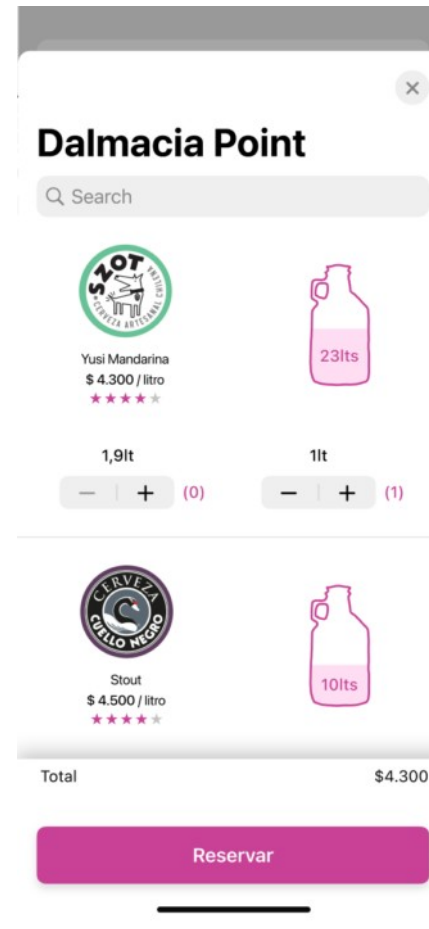 Dalmacia Point
Search
SZOT
CERVEZA ARTESANAL CHILENA
23lts
Yusi Mandarina
$ 4.300 / litro
1,9lt
1lt
(0)
(1)
CERVEZA
CUELLO NEGRO
10lts
Stout
$ 4.500 / litro
Total
$4.300
Reservar